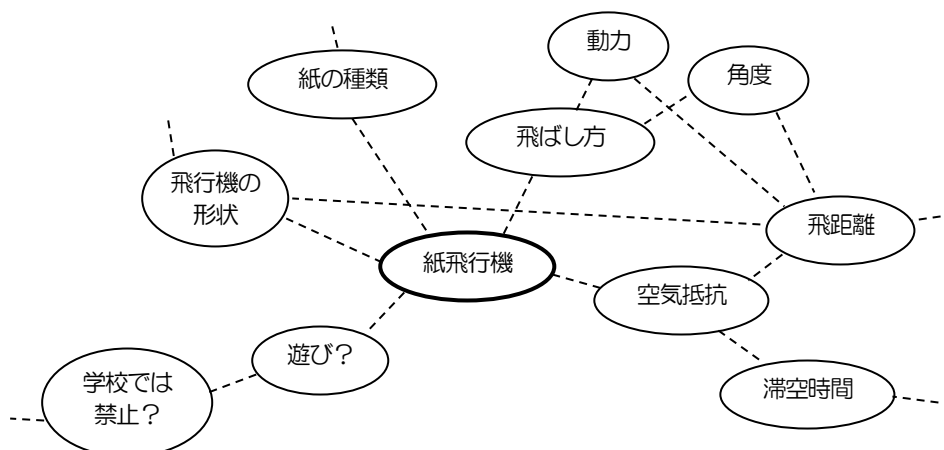 動力
紙の種類
角度
飛ばし方
飛行機の
形状
飛距離
紙飛行機
空気抵抗
遊び?
学校では
禁止?
滞空時間